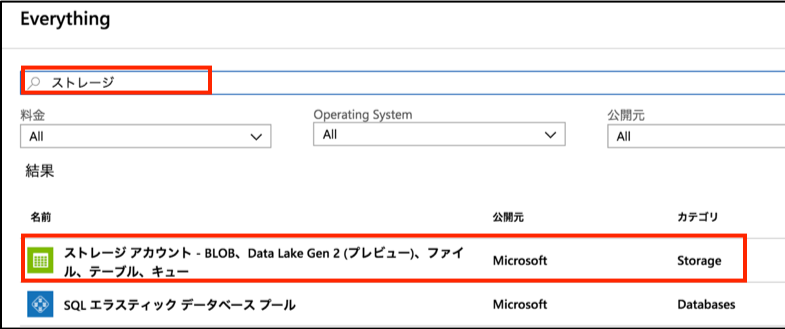 Everything
ストレージ
料金 Operating System 公開元
All All All
結果
名前 公開元 カテゴリ
ストレージ アカウント - BLOB、Data Lake Gen 2 (プレビュー)、ファイ
ル、テーブル、キュー Microsoft Storage
SQL エラスティック データベース プール Microsoft Databases